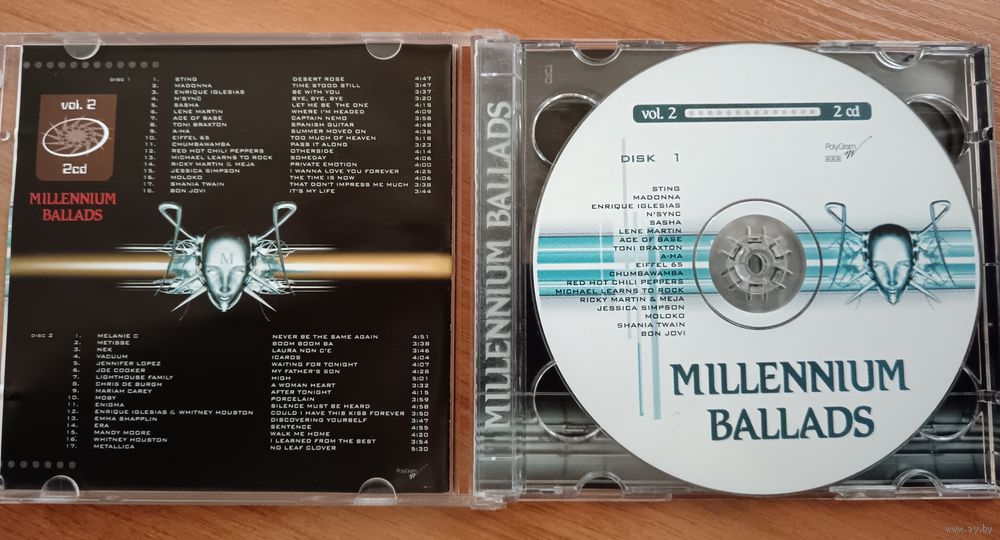 vol. 2
2cd
MILLENNIUM
BALLADS
DISC 1
1. STING DESERT ROSE 4:47
2. MADONNA TIME STOOD STILL 4:47
3. ENRIQUE IGLESIAS BE WITH YOU 3:37
4. N'SYNC BYE, BYE, BYE 3:20
5. SASHA LET ME BE THE ONE 4:15
6. LENE MARTIN WHERE I'M HEADED 4:09
7. ACE OF BASE CAPTAIN NEMO 3:58
8. TONI BRAXTON SPANISH GUITAR 4:48
9. A-HA SUMMER MOVED ON 4:36
10. EIFFEL 65 TOO MUCH OF HEAVEN 5:18
11. CHUMBAWAMBA PASS IT ALONG 3:23
12. RED HOT CHILI PEPPERS OTHERSIDE 4:14
13. MICHAEL LEARNS TO ROCK SOMEDAY 4:06
14. RICKY MARTIN & MEJA PRIVATE EMOTION 4:00
15. JESSICA SIMPSON I WANNA LOVE YOU FOREVER 4:25
16. MOLOKO THE TIME IS NOW 4:06
17. SHANIA TWAIN THAT DON'T IMPRESS ME MUCH 3:38
18. BON JOVI IT'S MY LIFE 3:44
M
DISC 2
1. MELANIE C NEVER BE THE SAME AGAIN 4:51
2. METISSE BOOM BOOM BA 3:38
3. NEK LAURA NON C'E 3:46
4. VACUUM ICAROS 4:04
5. JENNIFER LOPEZ WAITING FOR TONIGHT 4:07
6. JOE COCKER MY FATHER'S SON 4:28
7. LIGHTHOUSE FAMILY HIGH 5:01
8. CHRIS DE BURGH A WOMAN HEART 3:32
9. MARIAH CAREY AFTER TONIGHT 4:15
10. MOBY PORCELAIN 3:59
11. ENIGMA SILENCE MUST BE HEARD 4:58
12. ENRIQUE IGLESIAS & WHITNEY HOUSTON COULD I HAVE THIS KISS FOREVER 3:50
13. EMMA SHAPPLIN DISCOVERING YOURSELF 3:47
14. ERA SENTENCE 4:55
15. MANDY MOORE WALK ME HOME 4:20
16. WHITNEY HOUSTON I LEARNED FROM THE BEST 3:54
17. METALLICA NO LEAF CLOVER 5:30
PolyGram
MILLENNIUM BALLADS
vol. 2 2 cd
PolyGram
DISK 1
STING
MADONNA
ENRIQUE IGLESIAS
N'SYNC
SASHA
LENE MARTIN
ACE OF BASE
TONI BRAXTON
A-HA
EIFFEL 65
CHUMBAWAMBA
RED HOT CHILI PEPPERS
MICHAEL LEARNS TO ROCK
RICKY MARTIN & MEJA
JESSICA SIMPSON
MOLOKO
SHANIA TWAIN
BON JOVI
MILLENNIUM
BALLADS
www.ay.by